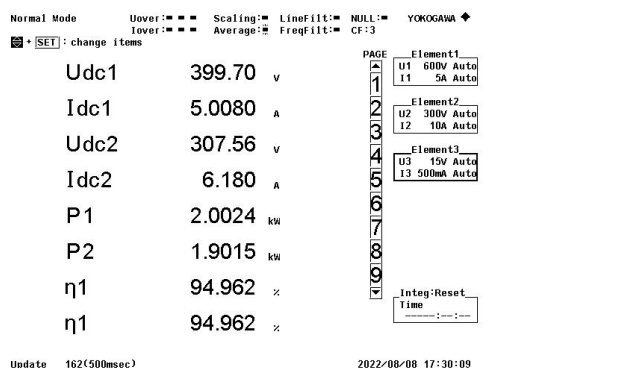 Normal Mode Uover:■ ■ ■ Scaling:■ LineFilt:■ NULL:■ YOKOGAWA ◆
Iover:■ ■ ■ Average:■ FreqFilt:■ CF:3
+ SET : change items
PAGE
Element1
U1 600V Auto
I1 5A Auto
Element2
U2 300V Auto
I2 10A Auto
Element3
U3 15V Auto
I3 500mA Auto
Udc1 399.70 V
Idc1 5.0080 A
Udc2 307.56 V
Idc2 6.180 A
P1 2.0024 kW
P2 1.9015 kW
η1 94.962 %
η1 94.962 %
1
2
3
4
5
6
7
8
9
Integ:Reset
Time
-----:--:--
Update 162(500msec) 2022/08/08 17:30:09